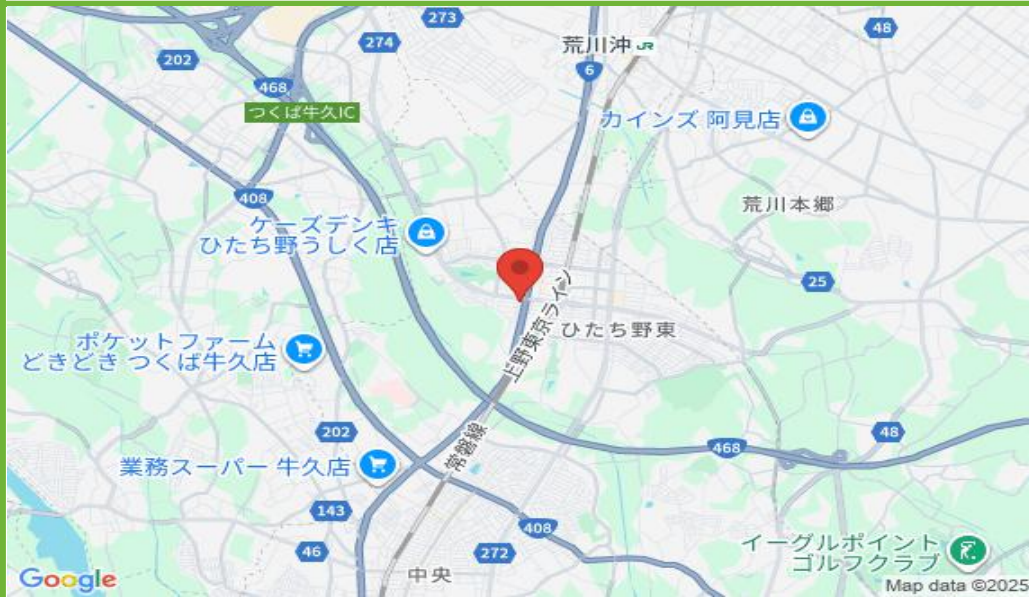 273
48
274
荒川沖 JR
202
6
468
つくば牛久IC
カインズ 阿見店
408
荒川本郷
ケーズデンキ
ひたち野うしく店
25
上野東京ライン
ひたち野東
ポケットファーム
どきどき つくば牛久店
202
常磐線
48
468
業務スーパー 牛久店
143
408
46
272
イーグルポイント
ゴルフクラブ
中央
Google
Map data ©2025